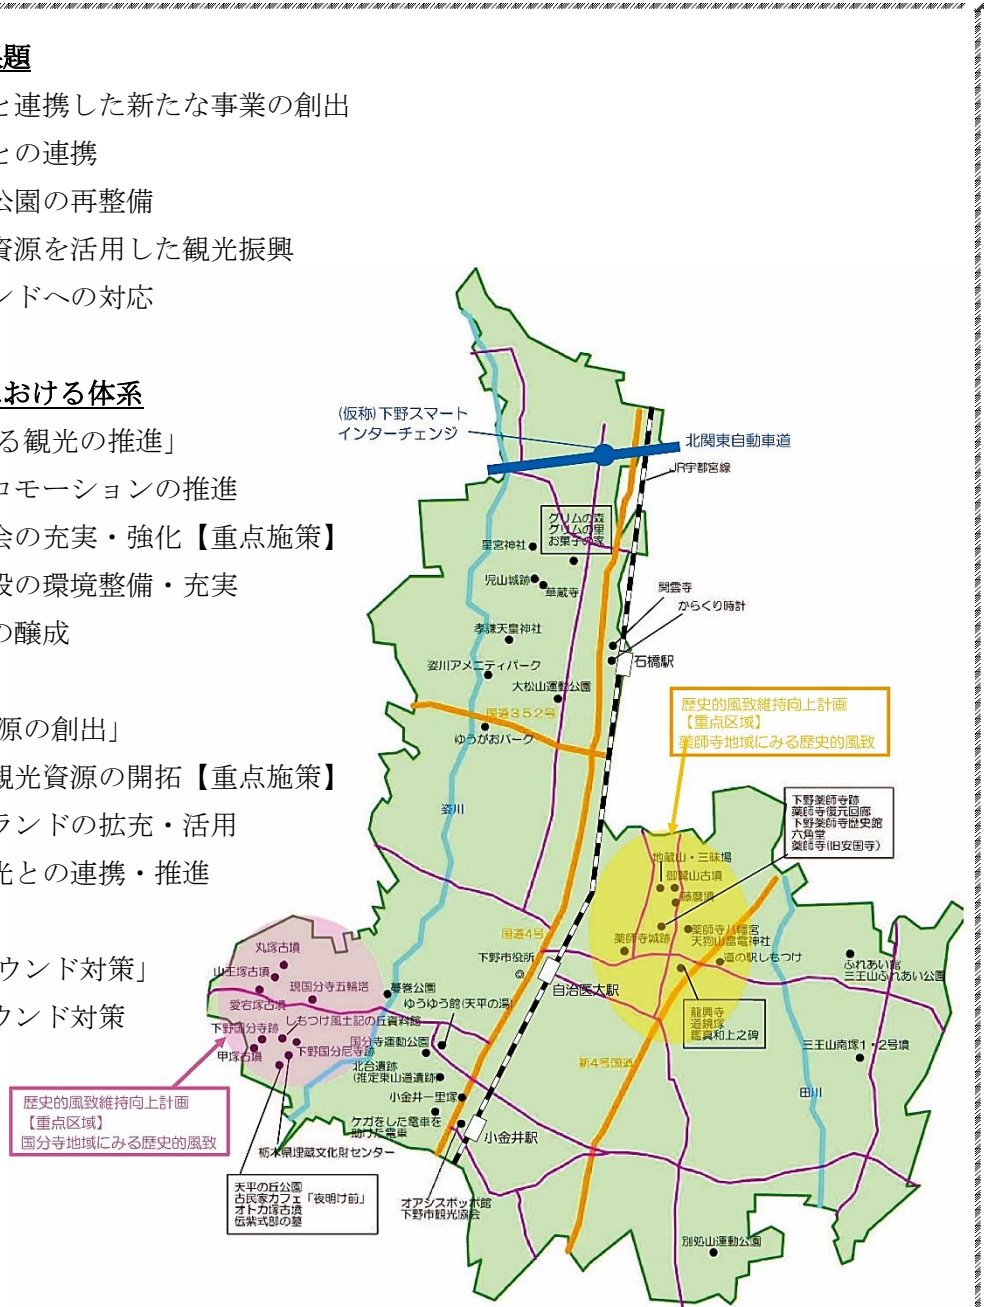 題
と連携した新たな事業の創出
との連携
公園の再整備
資源を活用した観光振興
ンドへの対応
おける体系
る観光の推進」
ロモーションの推進
会の充実・強化【重点施策】
設の環境整備・充実
の醸成
源の創出」
観光資源の開拓【重点施策】
ランドの拡充・活用
光との連携・推進
ウンド対策」
ウンド対策
(仮称)下野スマート
インターチェンジ
北関東自動車道
JR宇都宮線
グリムの森
グリムの里
お菓子の家
星宮神社
児山城跡
華蔵寺
開雲寺
からくり時計
孝謙天皇神社
石橋駅
姿川アメニティパーク
大松山運動公園
国道352号
ゆうがおパーク
歴史的風致維持向上計画
【重点区域】
薬師寺地域にみる歴史的風致
姿川
下野薬師寺跡
薬師寺復元回廊
下野薬師寺歴史館
六角堂
薬師寺(旧安国寺)
地蔵山・三昧場
御鷲山古墳
藤麿墳
国道4号
薬師寺城跡
薬師寺八幡宮
天狗山雷電神社
道の駅しもつけ
下野市役所
自治医大駅
ふれあい館
三王山ふれあい公園
丸塚古墳
山王塚古墳
現国分寺五輪塔
愛宕塚古墳
蔓巻公園
ゆうゆう館(天平の湯)
しもつけ風土記の丘資料館
下野国分寺跡
国分寺運動公園
下野国分尼寺跡
甲塚古墳
北台遺跡
(推定東山道遺跡)
龍興寺
道鏡塚
鑑真和上之碑
三王山南塚1・2号墳
新4号国道
田川
小金井一里塚
ケガをした電車を
助けた電車
小金井駅
歴史的風致維持向上計画
【重点区域】
国分寺地域にみる歴史的風致
栃木県埋蔵文化財センター
天平の丘公園
古民家カフェ「夜明け前」
オトカ塚古墳
伝紫式部の墓
オアシスポッポ館
下野市観光協会
別処山運動公園